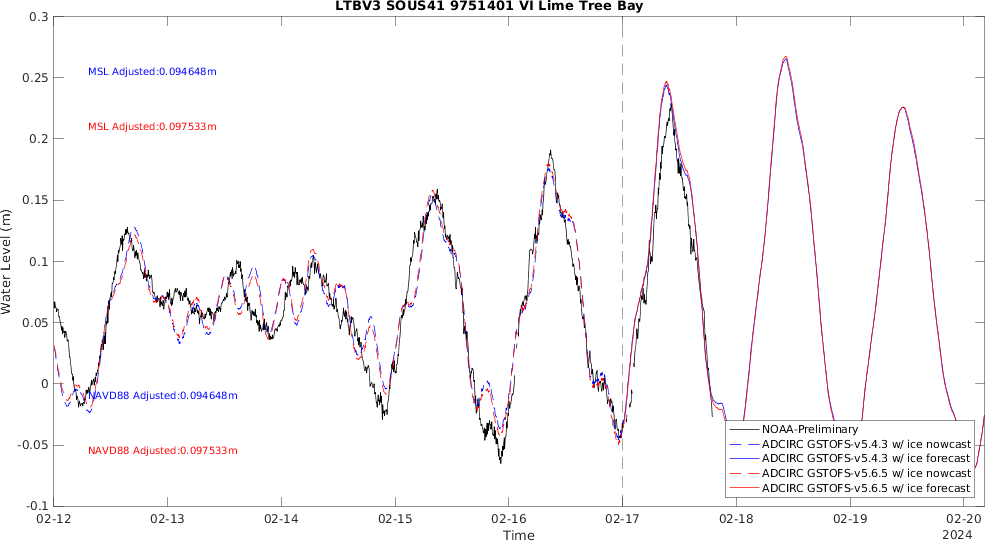 LTBV3 SOUS41 9751401 VI Lime Tree Bay
0.3
0.25
0.2
0.15
0.1
0.05
0
-0.05
-0.1
Water Level (m)
MSL Adjusted:0.094648m
MSL Adjusted:0.097533m
NAVD88 Adjusted:0.094648m
NAVD88 Adjusted:0.097533m
NOAA-Preliminary
ADCIRC GSTOFS-v5.4.3 w/ ice nowcast
ADCIRC GSTOFS-v5.4.3 w/ ice forecast
ADCIRC GSTOFS-v5.6.5 w/ ice nowcast
ADCIRC GSTOFS-v5.6.5 w/ ice forecast
02-12 02-13 02-14 02-15 02-16 02-17 02-18 02-19 02-20
2024
Time